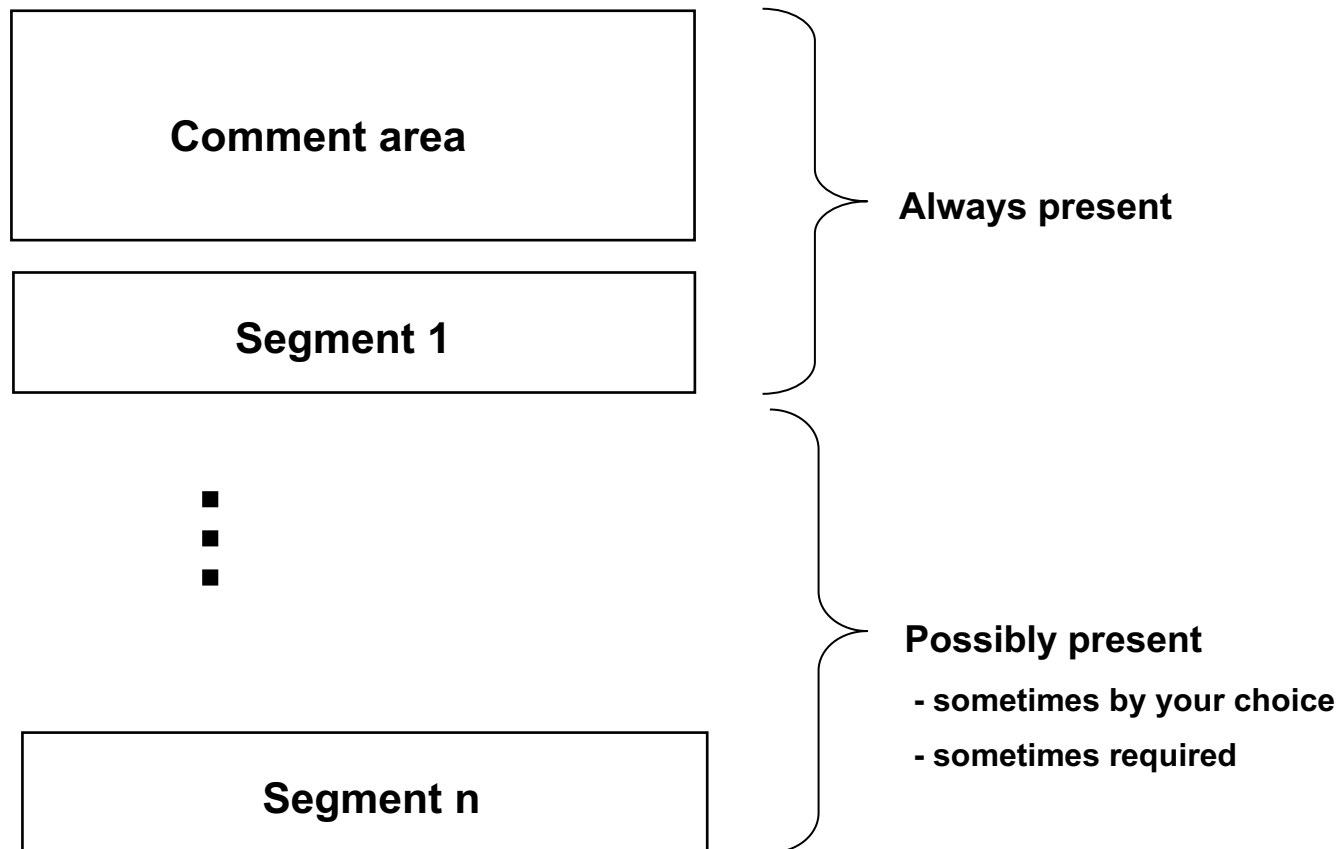 Comment area
Always present
Segment 1
Possibly present
- sometimes by your choice
- sometimes required
Segment n